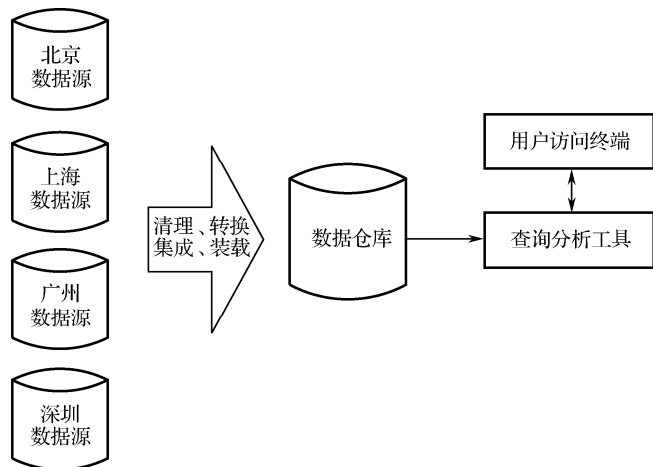 北京
数据源
上海
数据源
广州
数据源
深圳
数据源
清理、转换
集成、装载
数据仓库
用户访问终端
查询分析工具